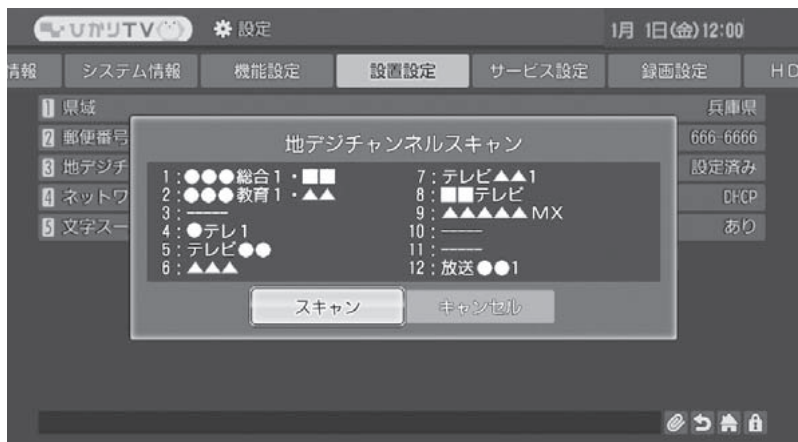 ひかりTV 設定 1月 1日(金)12:00
情報 システム情報 機能設定 設置設定 サービス設定 録画設定 HD
1 県域 兵庫県
2 郵便番号 666-6666
3 地デジチ 設定済み
4 ネットワ DHCP
5 文字スー あり
地デジチャンネルスキャン
1:●●●総合1・■■
2:●●●教育1・▲▲
3:-----
4:●テレ1
5:テレビ●●
6:▲▲▲
7:テレビ▲▲1
8:■■テレビ
9:▲▲▲▲▲MX
10:-----
11:-----
12:放送●●1
スキャン キャンセル